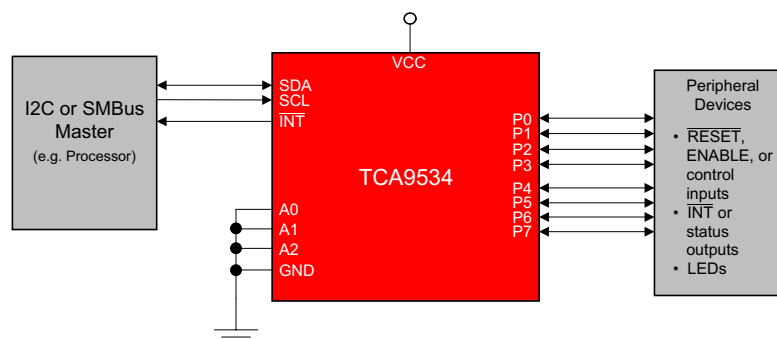 VCC
I2C or SMBus
Master
(e.g. Processor)
SDA
SCL
INT
A0
A1
A2
GND
TCA9534
P0
P1
P2
P3
P4
P5
P6
P7
Peripheral
Devices
• RESET,
ENABLE, or
control
inputs
• INT or
status
outputs
• LEDs